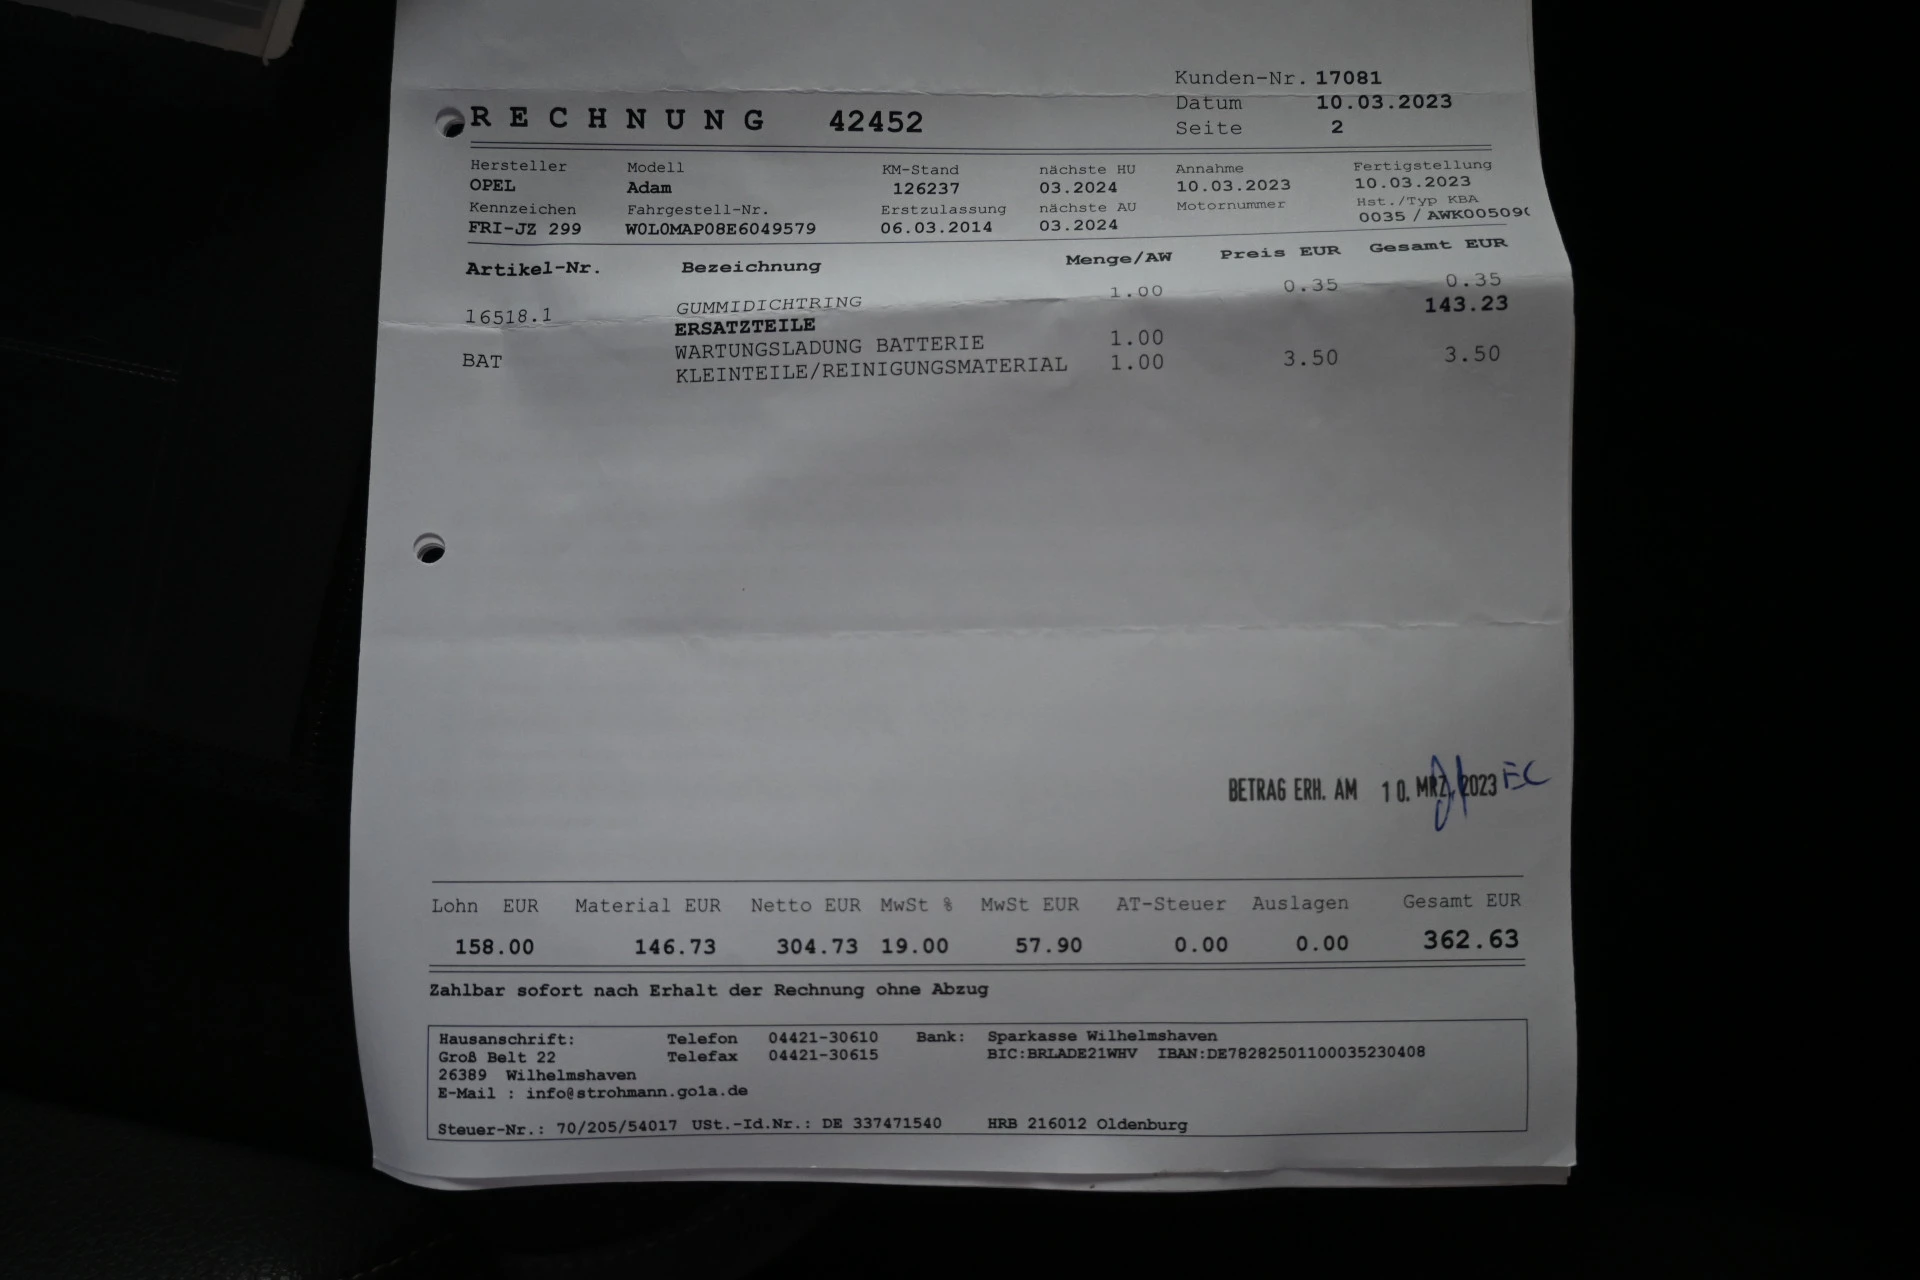 Kunden-Nr. 17081
RECHNUNG 42452 Datum 10.03.2023
Seite 2
Hersteller Modell KM-Stand nächste HU Annahme Fertigstellung
OPEL Adam 126237 03.2024 10.03.2023 10.03.2023
Kennzeichen Fahrgestell-Nr. Erstzulassung nächste AU Motornummer Hst./Typ KBA
FRI-JZ 299 W0L0MAP08E6049579 06.03.2014 03.2024 0035 / AWK00509
Artikel-Nr. Bezeichnung Menge/AW Preis EUR Gesamt EUR
16518.1 GUMMIDICHTRING 1.00 0.35 0.35
ERSATZTEILE 143.23
BAT WARTUNGSLADUNG BATTERIE 1.00
KLEINTEILE/REINIGUNGSMATERIAL 1.00 3.50 3.50
BETRAG ERH. AM 10. MRZ. 2023 EC
Lohn EUR Material EUR Netto EUR MwSt % MwSt EUR AT-Steuer Auslagen Gesamt EUR
158.00 146.73 304.73 19.00 57.90 0.00 0.00 362.63
Zahlbar sofort nach Erhalt der Rechnung ohne Abzug
Hausanschrift: Telefon 04421-30610 Bank: Sparkasse Wilhelmshaven
Groß Belt 22 Telefax 04421-30615 BIC:BRLADE21WHV IBAN:DE78282501100035230408
26389 Wilhelmshaven
E-Mail : info@strohmann.go1a.de
Steuer-Nr.: 70/205/54017 USt.-Id.Nr.: DE 337471540 HRB 216012 Oldenburg